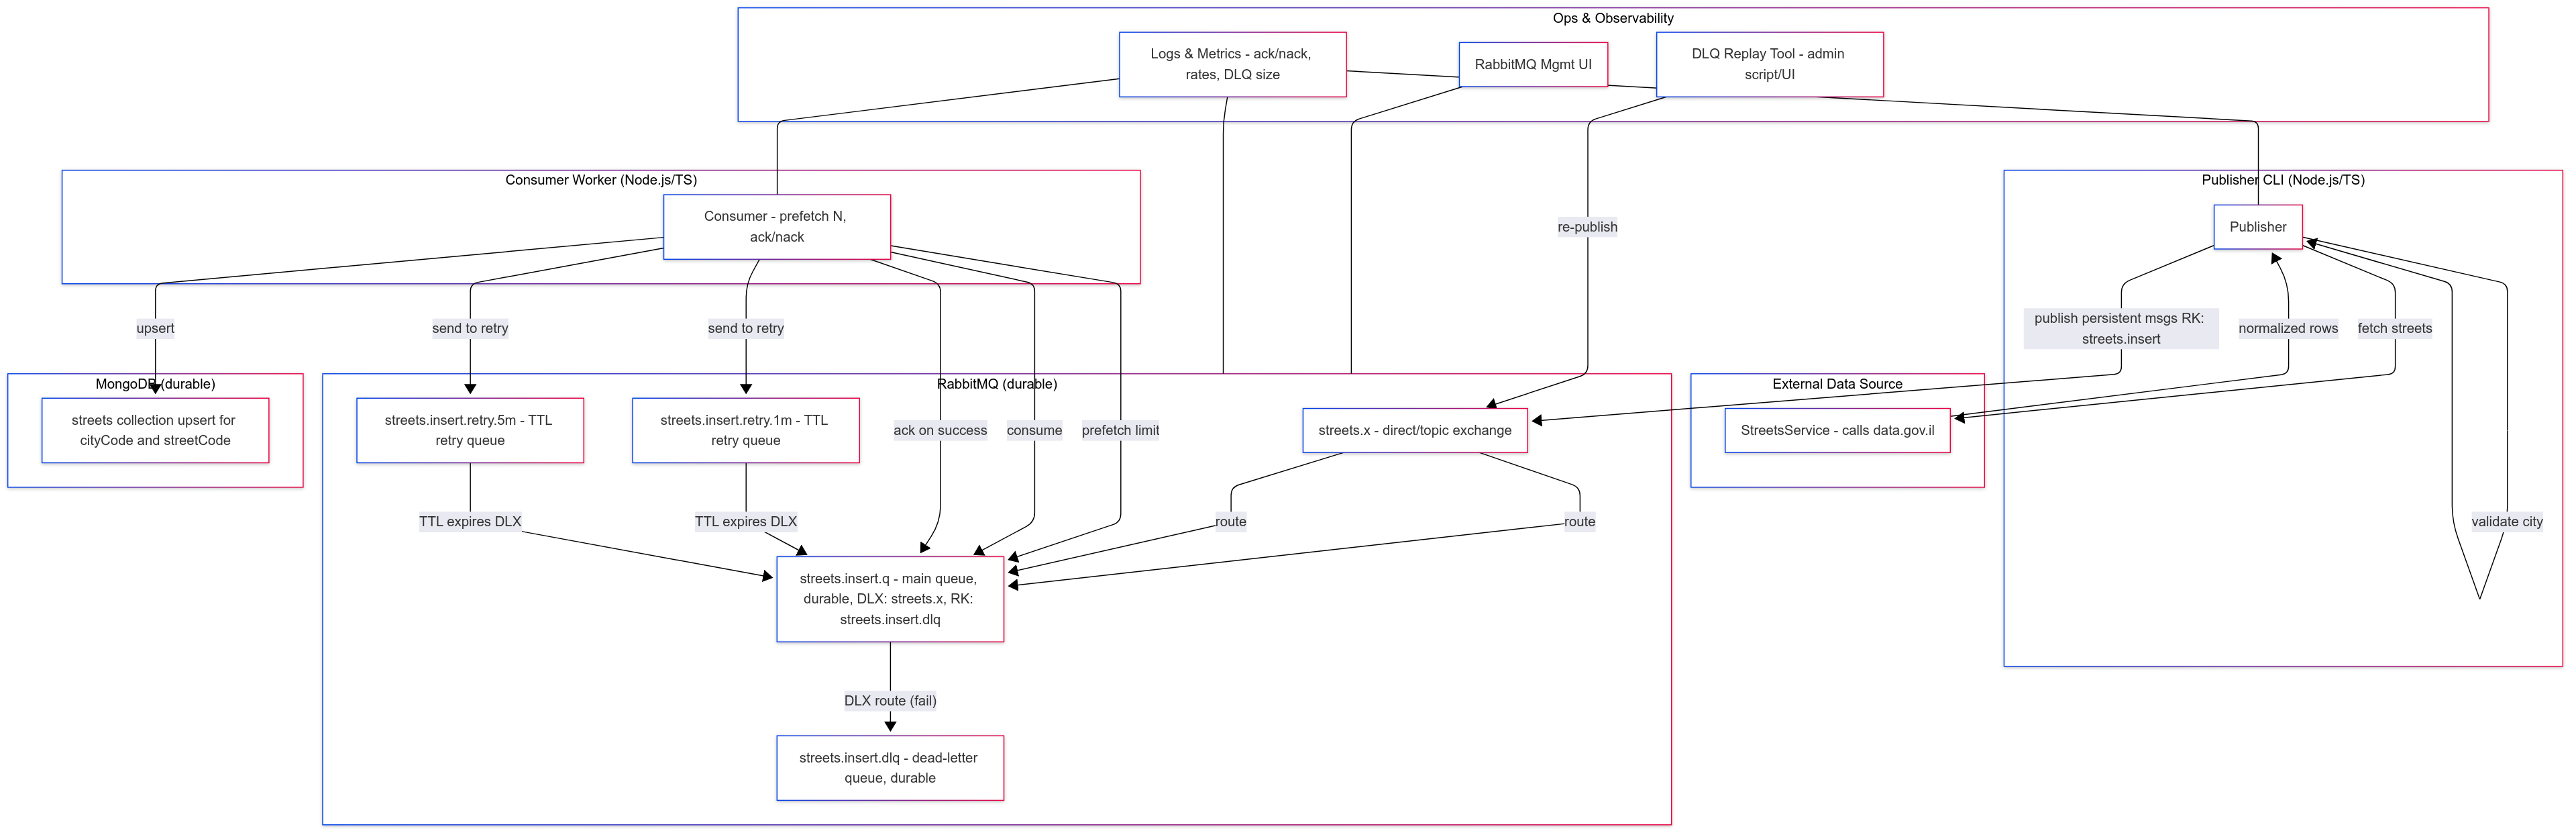 Ops & Observability
Logs & Metrics - ack/nack,
rates, DLQ size
RabbitMQ Mgmt UI
DLQ Replay Tool - admin
script/UI
Consumer Worker (Node.js/TS)
Consumer - prefetch N,
ack/nack
Publisher CLI (Node.js/TS)
Publisher
re-publish
upsert
send to retry
send to retry
publish persistent msgs RK:
streets.insert
normalized rows
fetch streets
MongoDB (durable)
streets collection upsert for
cityCode and streetCode
RabbitMQ (durable)
streets.insert.retry.5m - TTL
retry queue
streets.insert.retry.1m - TTL
retry queue
ack on success
consume
prefetch limit
streets.x - direct/topic exchange
External Data Source
StreetsService - calls data.gov.il
TTL expires DLX
TTL expires DLX
route
route
validate city
streets.insert.q - main queue,
durable, DLX: streets.x, RK:
streets.insert.dlq
DLX route (fail)
streets.insert.dlq - dead-letter
queue, durable